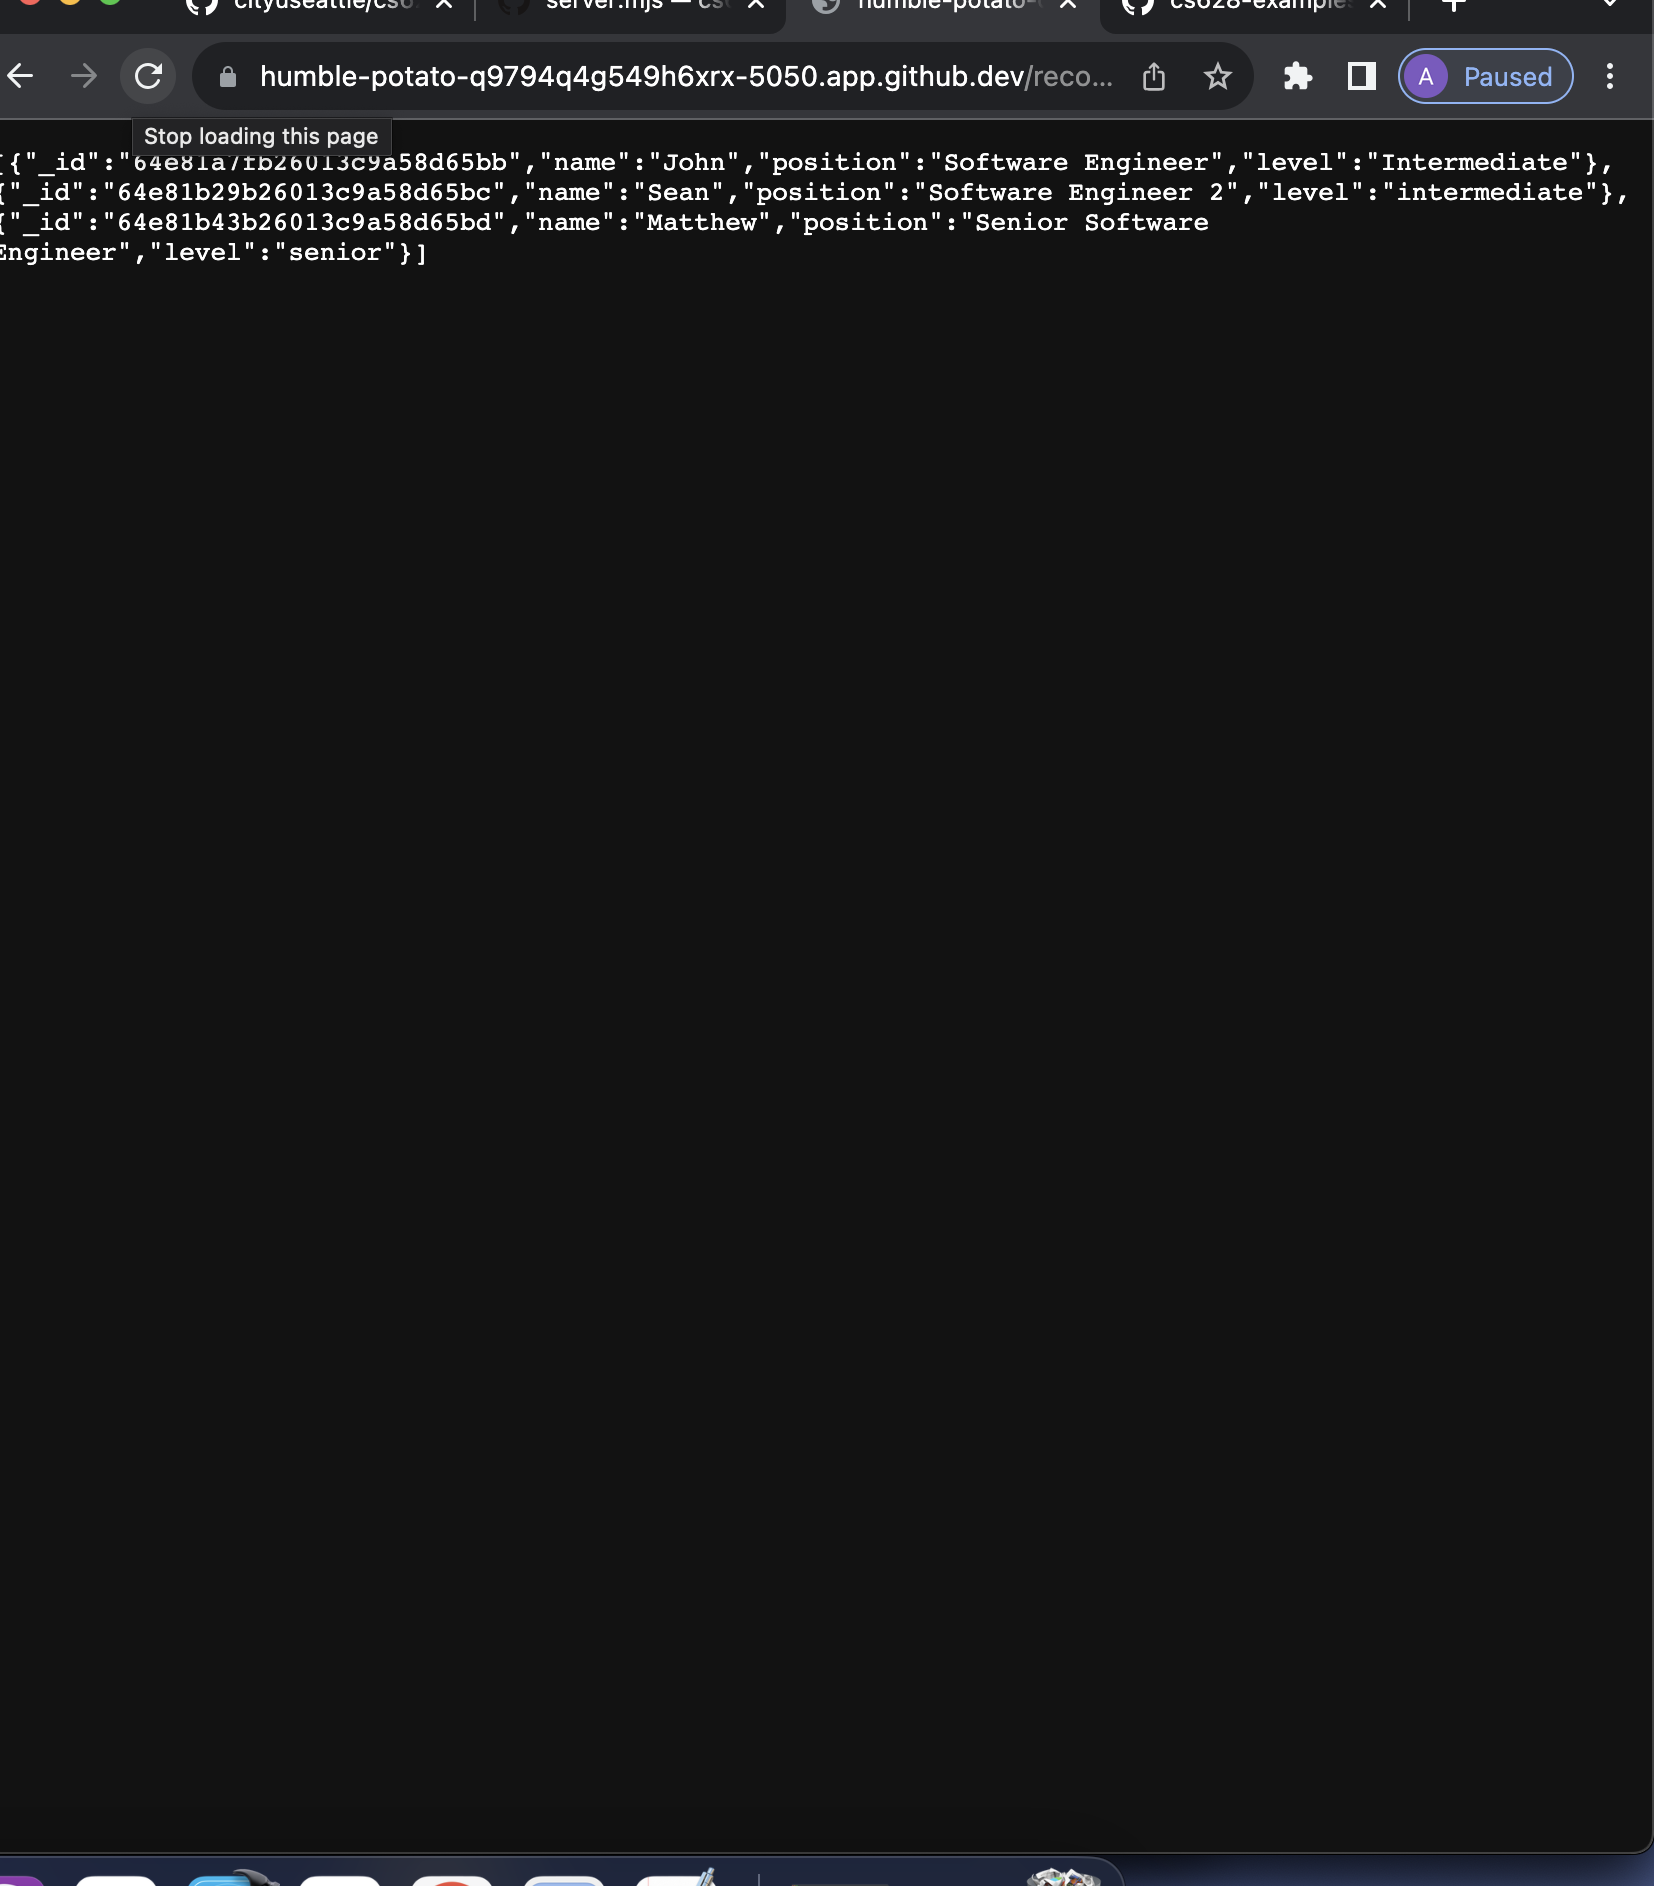 cityuseattle/cs6
server.mjs — cs
humble-potato-
cs628-example
humble-potato-q9794q4g549h6xrx-5050.app.github.dev/reco...
A Paused
Stop loading this page
[{"_id":"64e81a7fb26013c9a58d65bb","name":"John","position":"Software Engineer","level":"Intermediate"},
{"_id":"64e81b29b26013c9a58d65bc","name":"Sean","position":"Software Engineer 2","level":"intermediate"},
{"_id":"64e81b43b26013c9a58d65bd","name":"Matthew","position":"Senior Software
Engineer","level":"senior"}]